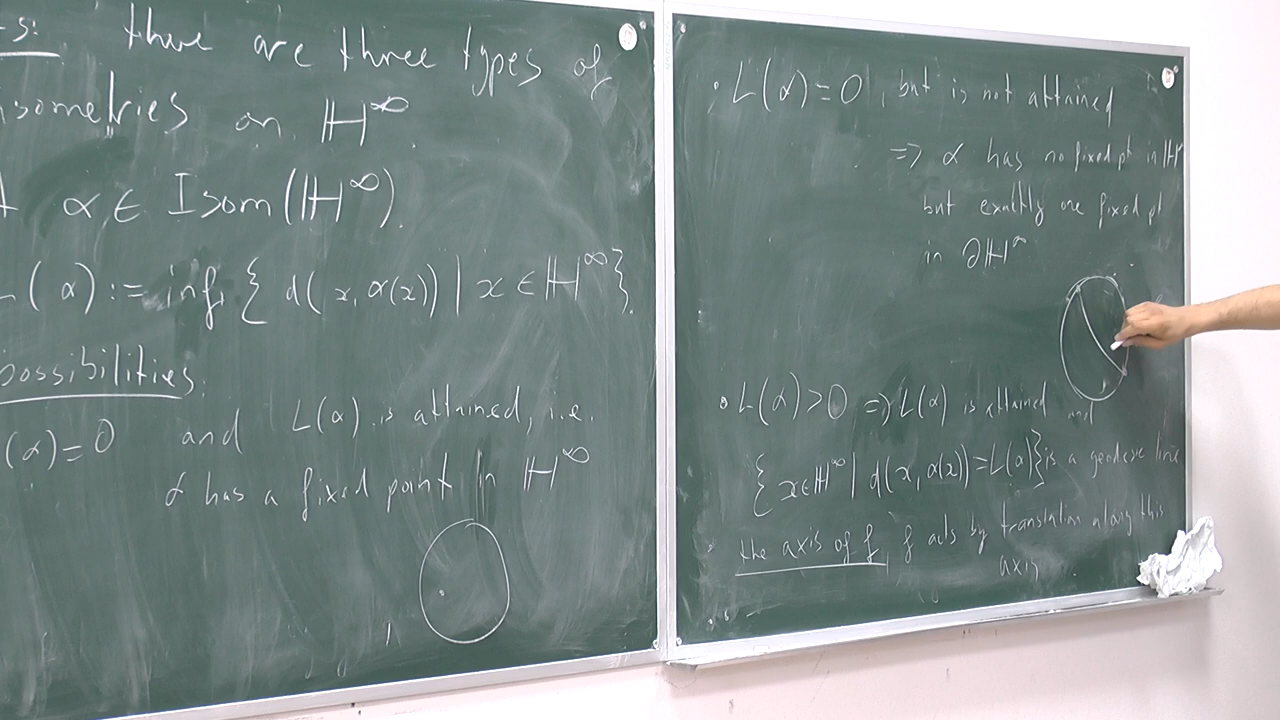 s: there are three types of
isometries on ℍ^∞
α ∈ Isom(ℍ^∞).
L(α) := inf { d(x, α(x)) | x ∈ ℍ^∞ }.
possibilities.
(α) = 0 and L(α) is attained, i.e.
α has a fixed point in ℍ^∞
• L(α) = 0, but is not attained
⇒ α has no fixed pt in ℍ
but exactly one fixed pt
in ∂ℍ^∞
• L(α) > 0 ⇒ L(α) is attained and
{ x ∈ ℍ^∞ | d(x, α(x)) = L(α) } is a geodesic line
the axis of f, f acts by translation along this
axis